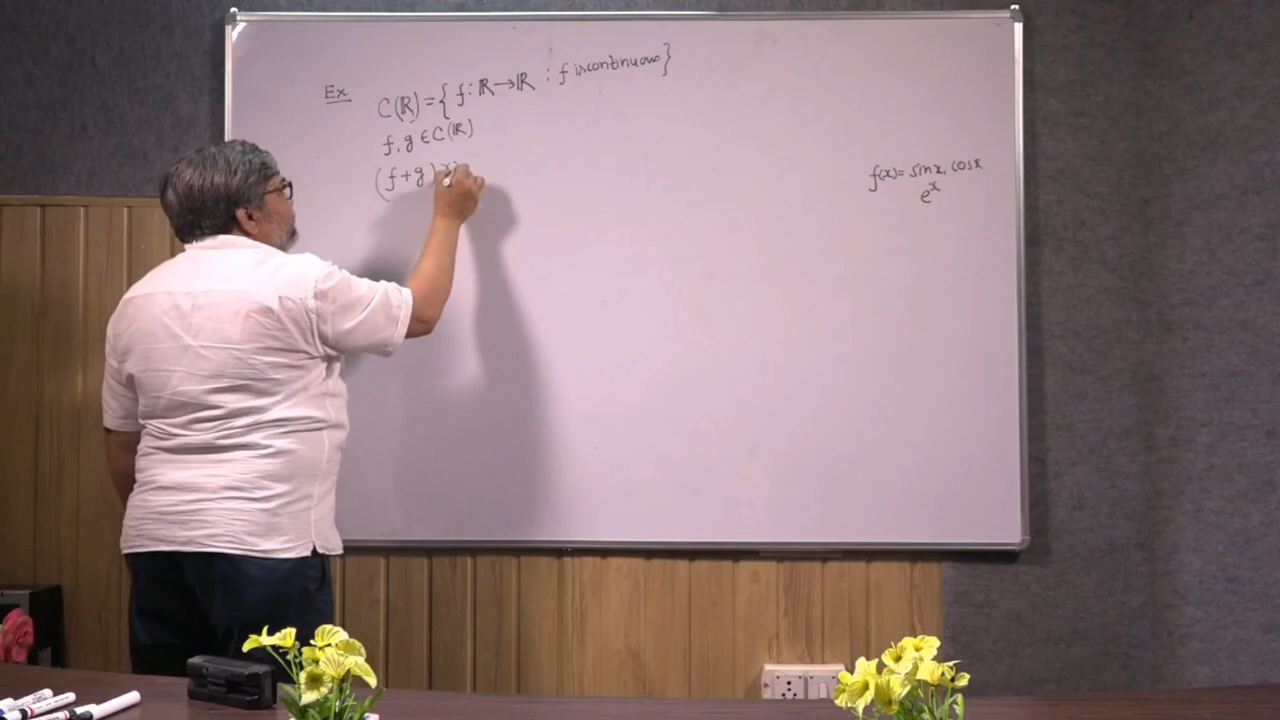 Ex C(ℝ) = { f : ℝ → ℝ : f is continuous }
f, g ∈ C(ℝ)
(f+g)(x)
f(x) = sin x, cos x
e^x